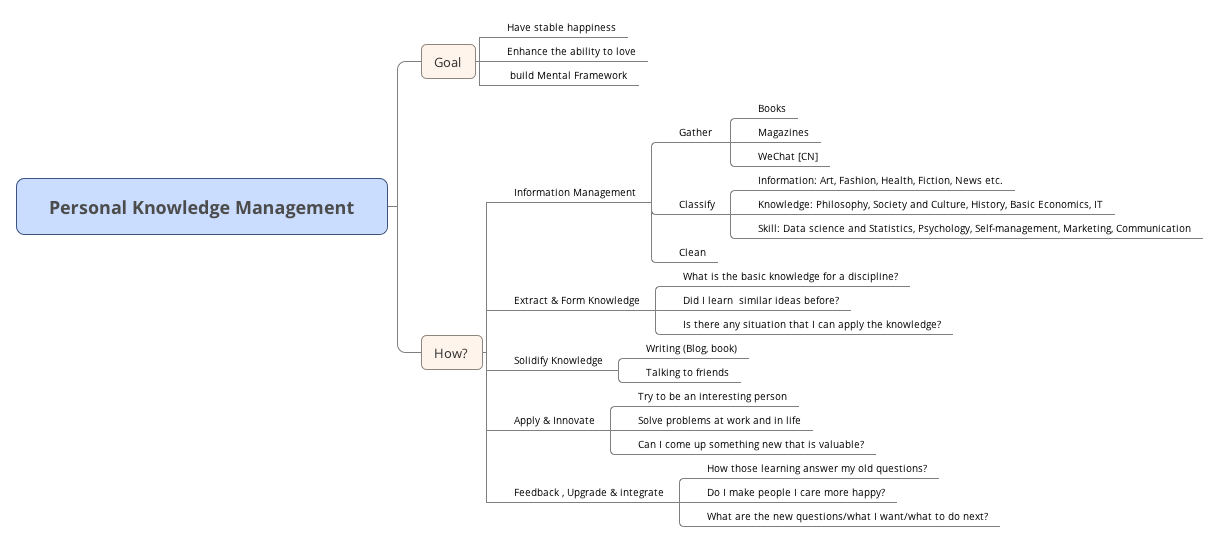 Personal Knowledge Management
Goal
Have stable happiness
Enhance the ability to love
build Mental Framework
How?
Information Management
Gather
Books
Magazines
WeChat [CN]
Classify
Information: Art, Fashion, Health, Fiction, News etc.
Knowledge: Philosophy, Society and Culture, History, Basic Economics, IT
Skill: Data science and Statistics, Psychology, Self-management, Marketing, Communication
Clean
Extract & Form Knowledge
What is the basic knowledge for a discipline?
Did I learn  similar ideas before?
Is there any situation that I can apply the knowledge?
Solidify Knowledge
Writing (Blog, book)
Talking to friends
Apply & Innovate
Try to be an interesting person
Solve problems at work and in life
Can I come up something new that is valuable?
Feedback , Upgrade & integrate
How those learning answer my old questions?
Do I make people I care more happy?
What are the new questions/what I want/what to do next?